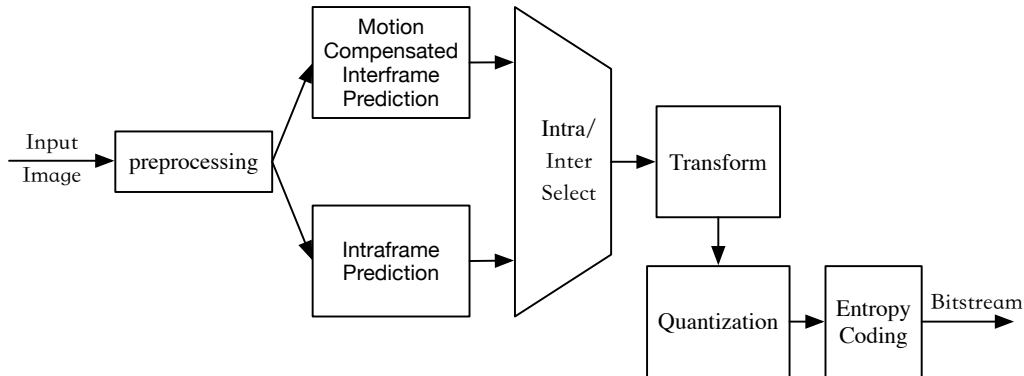 Input
Image
preprocessing
Motion
Compensated
Interframe
Prediction
Intraframe
Prediction
Intra/
Inter
Select
Transform
Quantization
Entropy
Coding
Bitstream